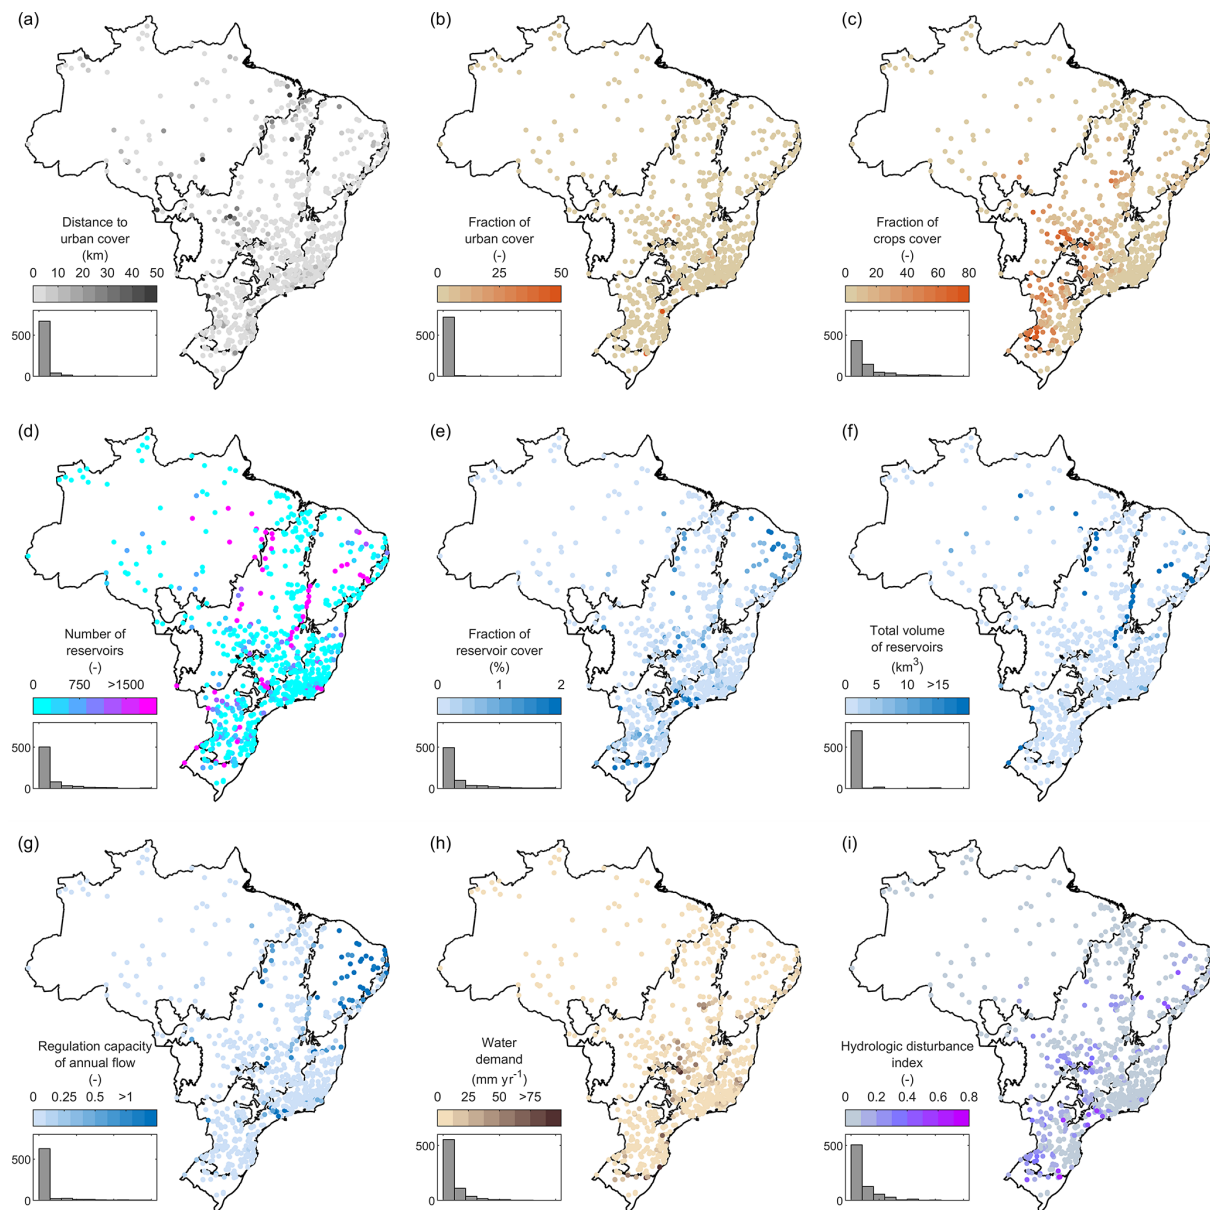 (a)
(b)
(c)
Distance to
urban cover
(km)
0 10 20 30 40 50
500
0
Fraction of
urban cover
(-)
0 25 50
500
0
Fraction of
crops cover
(-)
0 20 40 60 80
500
0
(d)
(e)
(f)
Number of
reservoirs
(-)
0 750 >1500
500
0
Fraction of
reservoir cover
(%)
0 1 2
500
0
Total volume
of reservoirs
(km³)
0 5 10 >15
500
0
(g)
(h)
(i)
Regulation capacity
of annual flow
(-)
0 0.25 0.5 >1
500
0
Water
demand
(mm yr⁻¹)
0 25 50 >75
500
0
Hydrologic disturbance
index
(-)
0 0.2 0.4 0.6 0.8
500
0